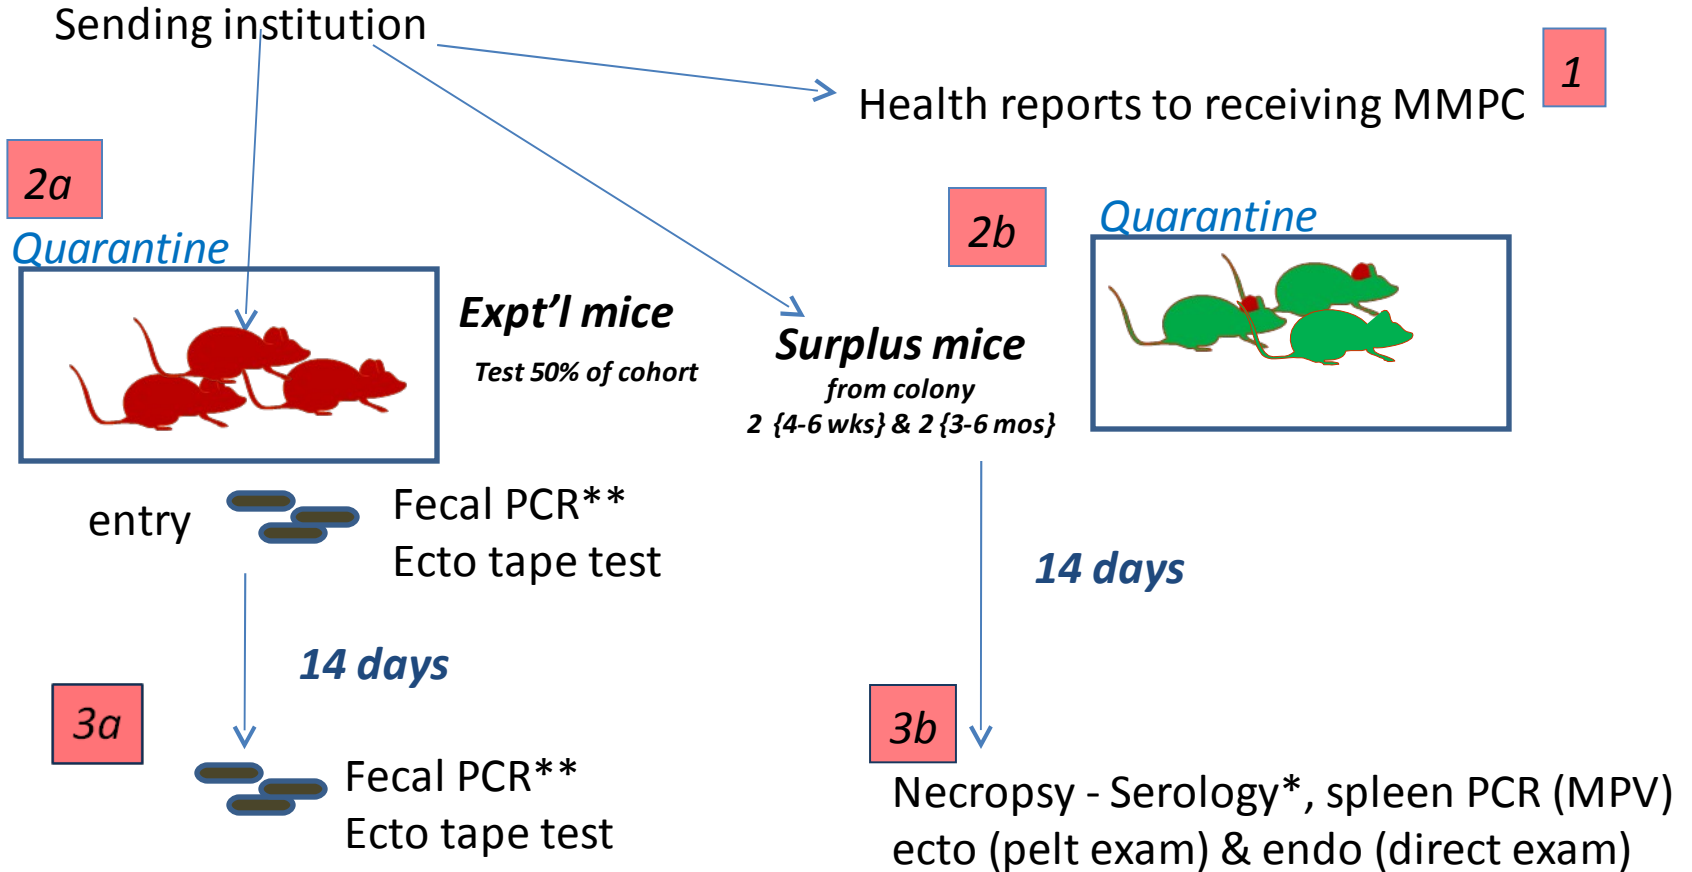 Sending institution
Health reports to receiving MMPC
1
2a
Quarantine
Expt’l mice
Test 50% of cohort
2b
Quarantine
Surplus mice
from colony
2 {4-6 wks} & 2 {3-6 mos}
entry
Fecal PCR**
Ecto tape test
14 days
14 days
3a
Fecal PCR**
Ecto tape test
3b
Necropsy - Serology*, spleen PCR (MPV)
ecto (pelt exam) & endo (direct exam)